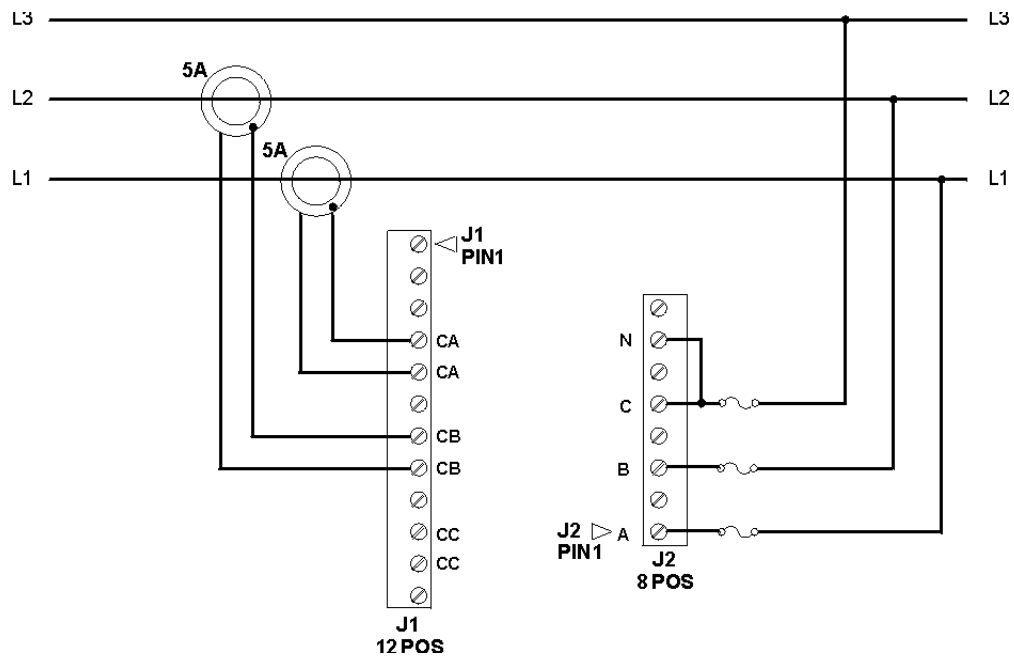 L3 L3
5A
L2 L2
5A
L1 L1
J1
PIN1
CA
CA
CB
CB
CC
CC
J1
12 POS
N
C
B
A
J2
PIN1
J2
8 POS